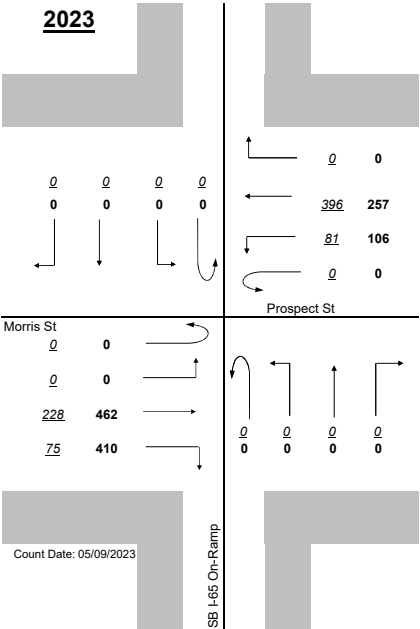 2023
0 0
0 0 0 0
0 0 0 0
396 257
81 106
0 0
Prospect St
Morris St
0 0
0 0
228 462
75 410
0 0 0 0
0 0 0 0
Count Date: 05/09/2023
SB I-65 On-Ramp